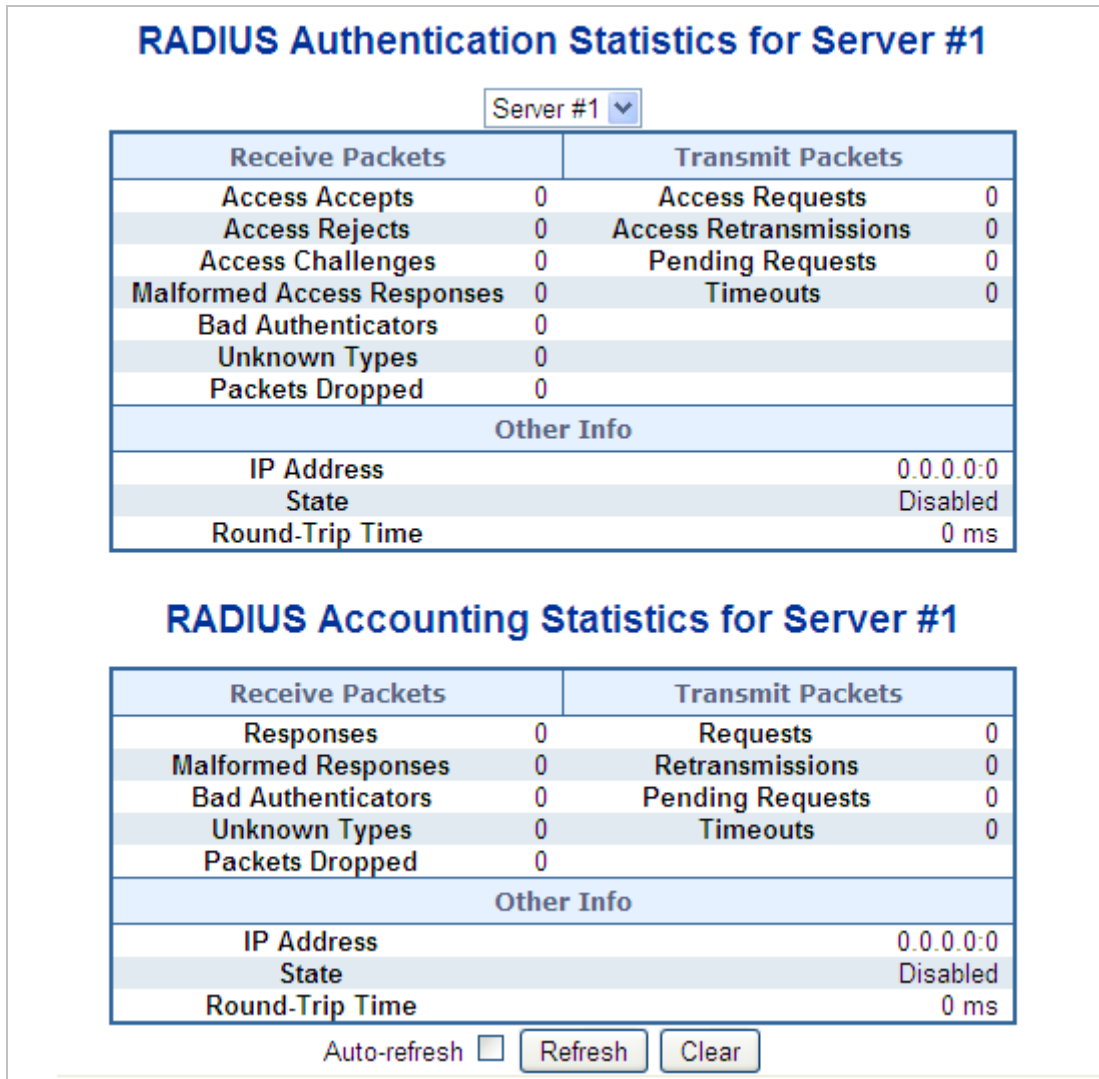 RADIUS Authentication Statistics for Server #1
Server #1
Receive Packets Transmit Packets
Access Accepts 0 Access Requests 0
Access Rejects 0 Access Retransmissions 0
Access Challenges 0 Pending Requests 0
Malformed Access Responses 0 Timeouts 0
Bad Authenticators 0
Unknown Types 0
Packets Dropped 0
Other Info
IP Address 0.0.0.0:0
State Disabled
Round-Trip Time 0 ms
RADIUS Accounting Statistics for Server #1
Receive Packets Transmit Packets
Responses 0 Requests 0
Malformed Responses 0 Retransmissions 0
Bad Authenticators 0 Pending Requests 0
Unknown Types 0 Timeouts 0
Packets Dropped 0
Other Info
IP Address 0.0.0.0:0
State Disabled
Round-Trip Time 0 ms
Auto-refresh Refresh Clear